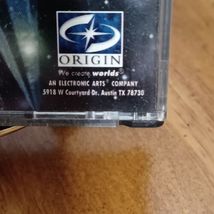 ORIGIN
We create worlds®
AN ELECTRONIC ARTS® COMPANY
5918 W Courtyard Dr. Austin TX 78730